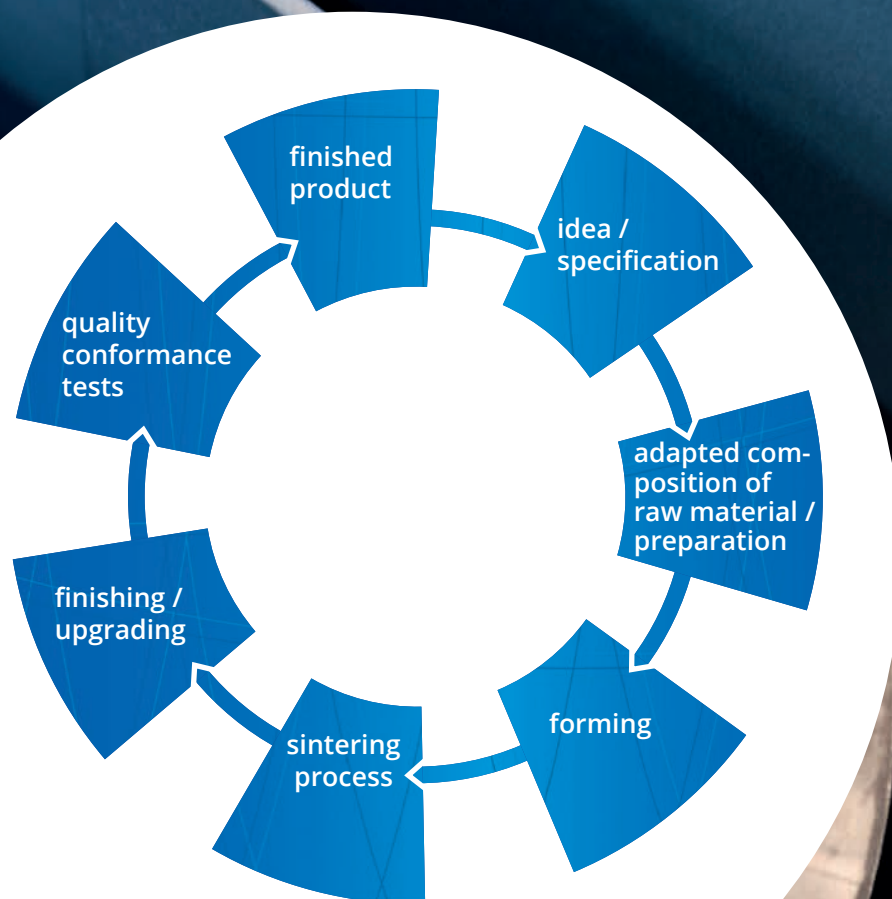 finished
product
idea /
specification
adapted com-
position of
raw material /
preparation
forming
sintering
process
finishing /
upgrading
quality
conformance
tests